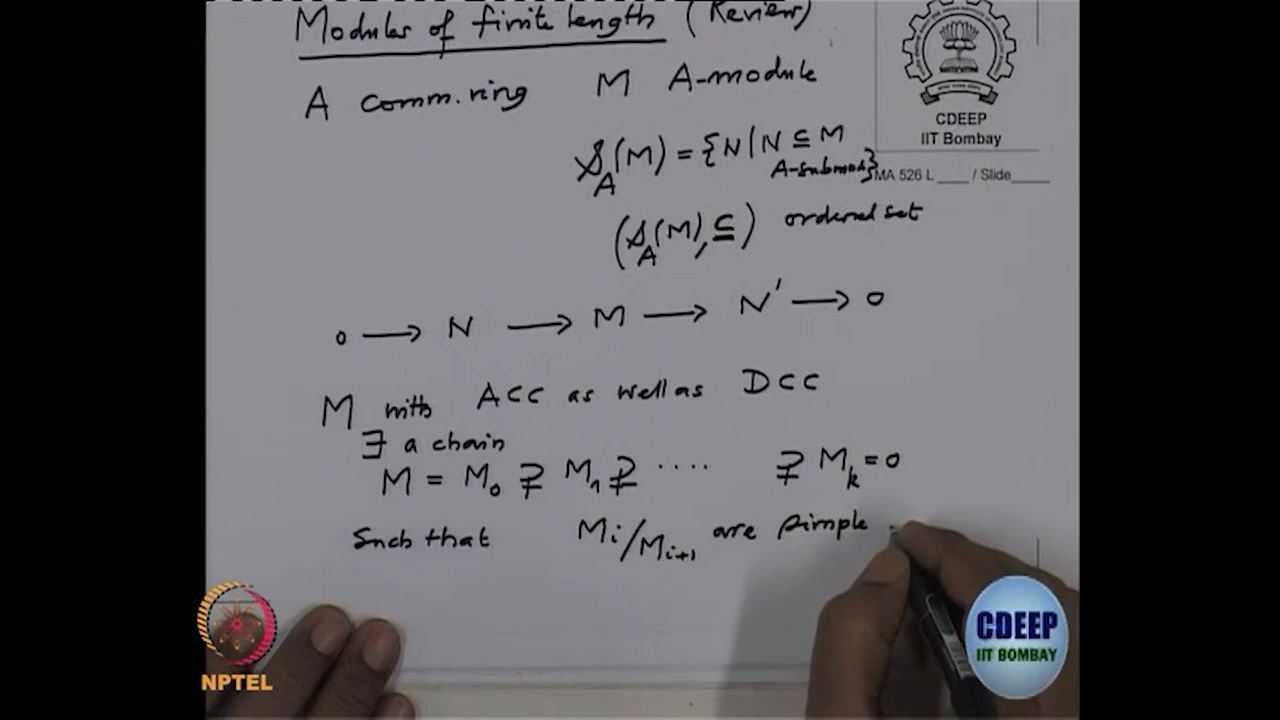 Modules of finite length (Review)
A comm. ring M A-module
CDEEP
IIT Bombay
S_A(M) = {N | N ⊆ M
A-submod}
MA 526 L ____ / Slide_____
(S_A(M), ⊆) ordered set
0 → N → M → N' → 0
M with ACC as well as DCC
∃ a chain
M = M_0 ⊋ M_1 ⊋ .... ⊋ M_k = 0
Such that M_i/M_{i+1} are simple
NPTEL
CDEEP
IIT BOMBAY